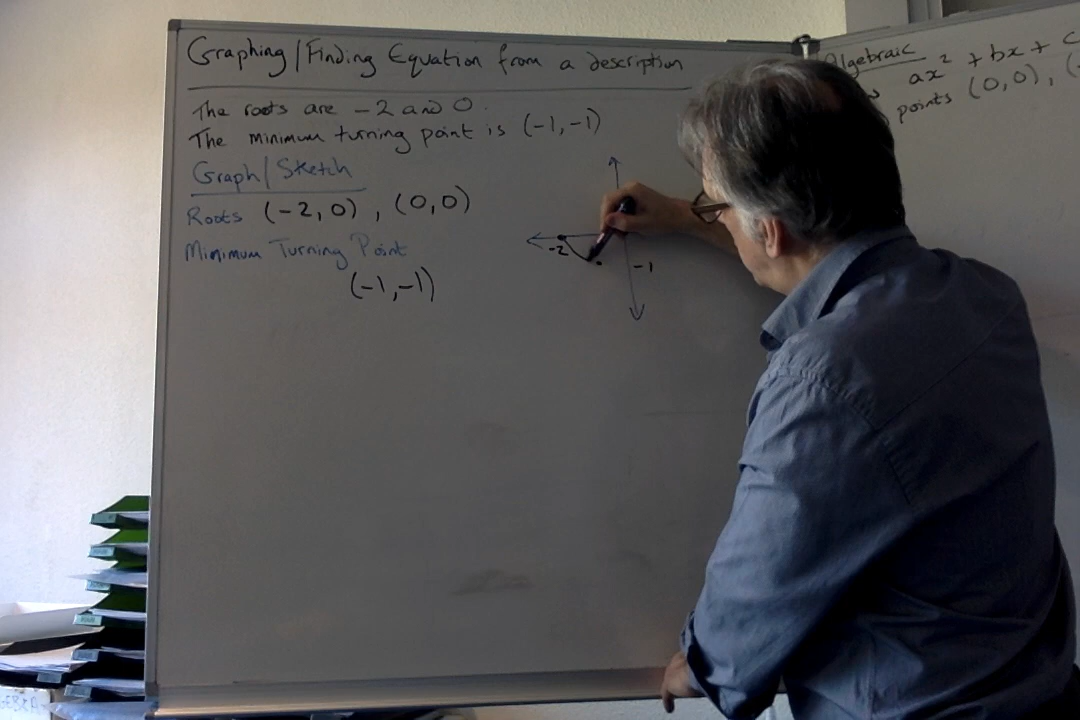 Graphing/Finding Equation from a description
The roots are -2 and 0.
The minimum turning point is (-1,-1)
Graph/Sketch
Roots (-2,0), (0,0)
Minimum Turning Point
(-1,-1)
-2
-1
Algebraic
ax² + bx + c
points (0,0), (-